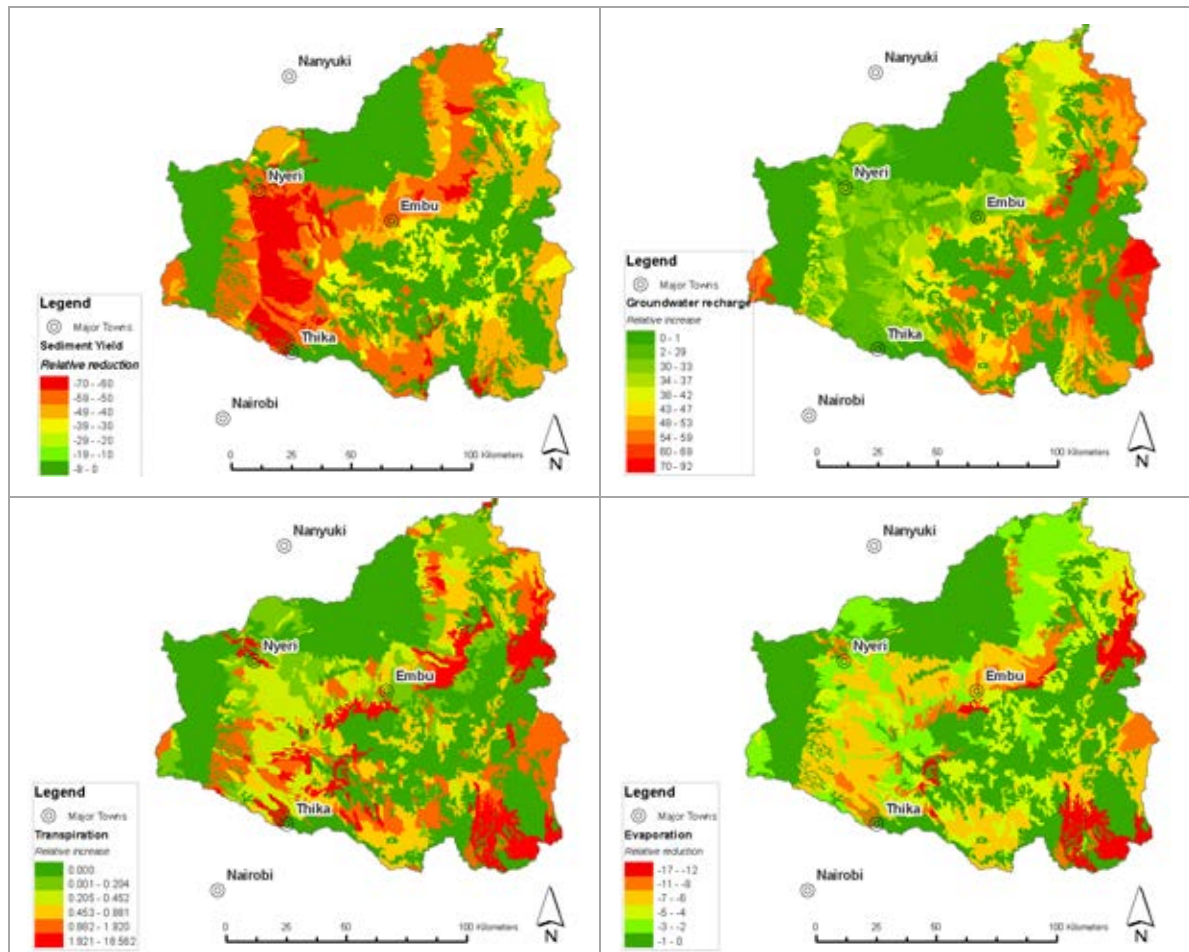 Nanyuki
Nyeri
Embu
Thika
Nairobi
Legend
Major Towns
Sediment Yield
Relative reduction
-70 - -60
-59 - -50
-49 - -40
-39 - -30
-29 - -20
-19 - -10
-9 - 0
0 25 50 100 Kilometers
N
Nanyuki
Nyeri
Embu
Thika
Nairobi
Legend
Major Towns
Groundwater recharge
Relative increase
0 - 1
2 - 29
30 - 33
34 - 37
38 - 42
43 - 47
48 - 53
54 - 59
60 - 69
70 - 92
0 25 50 100 Kilometers
N
Nanyuki
Nyeri
Embu
Thika
Nairobi
Legend
Major Towns
Transpiration
Relative increase
0.000
0.001 - 0.204
0.205 - 0.452
0.453 - 0.881
0.882 - 1.920
1.921 - 18.562
0 25 50 100 Kilometers
N
Nanyuki
Nyeri
Embu
Thika
Nairobi
Legend
Major Towns
Evaporation
Relative reduction
-17 - -12
-11 - -8
-7 - -6
-5 - -4
-3 - -2
-1 - 0
0 25 50 100 Kilometers
N